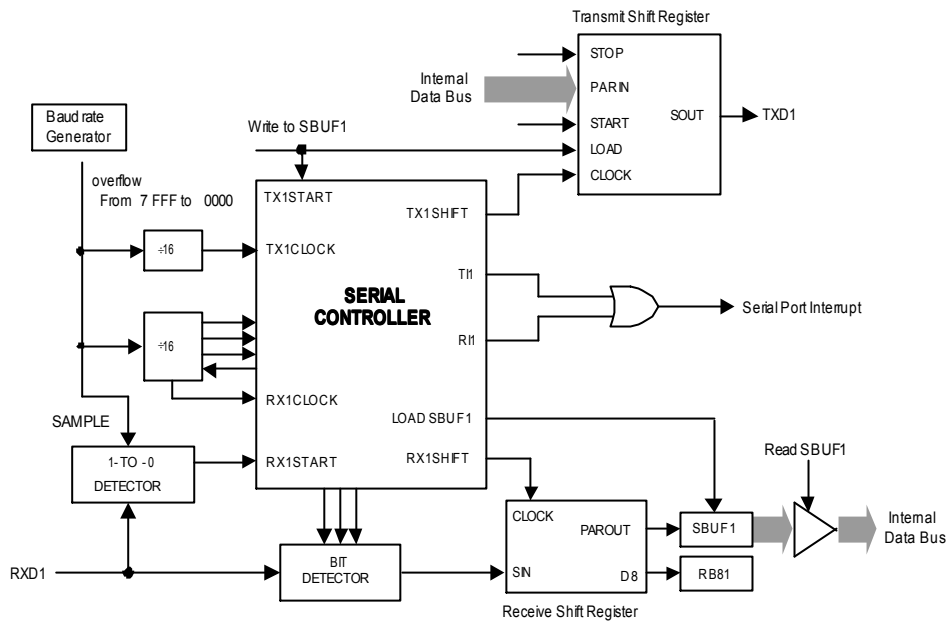 Transmit Shift Register
STOP
Internal
Data Bus
PARIN
START
SOUT
TXD1
LOAD
CLOCK
Baud rate
Generator
Write to SBUF1
overflow
From 7 FFF to 0000
TX1START
TX1SHIFT
÷16
TX1CLOCK
TI1
SERIAL
CONTROLLER
Serial Port Interrupt
÷16
RI1
RX1CLOCK
LOAD SBUF1
SAMPLE
1-TO -0
DETECTOR
RX1START
RX1SHIFT
Read SBUF1
CLOCK
PAROUT
SBUF1
Internal
Data Bus
RXD1
BIT
DETECTOR
SIN
D8
RB81
Receive Shift Register